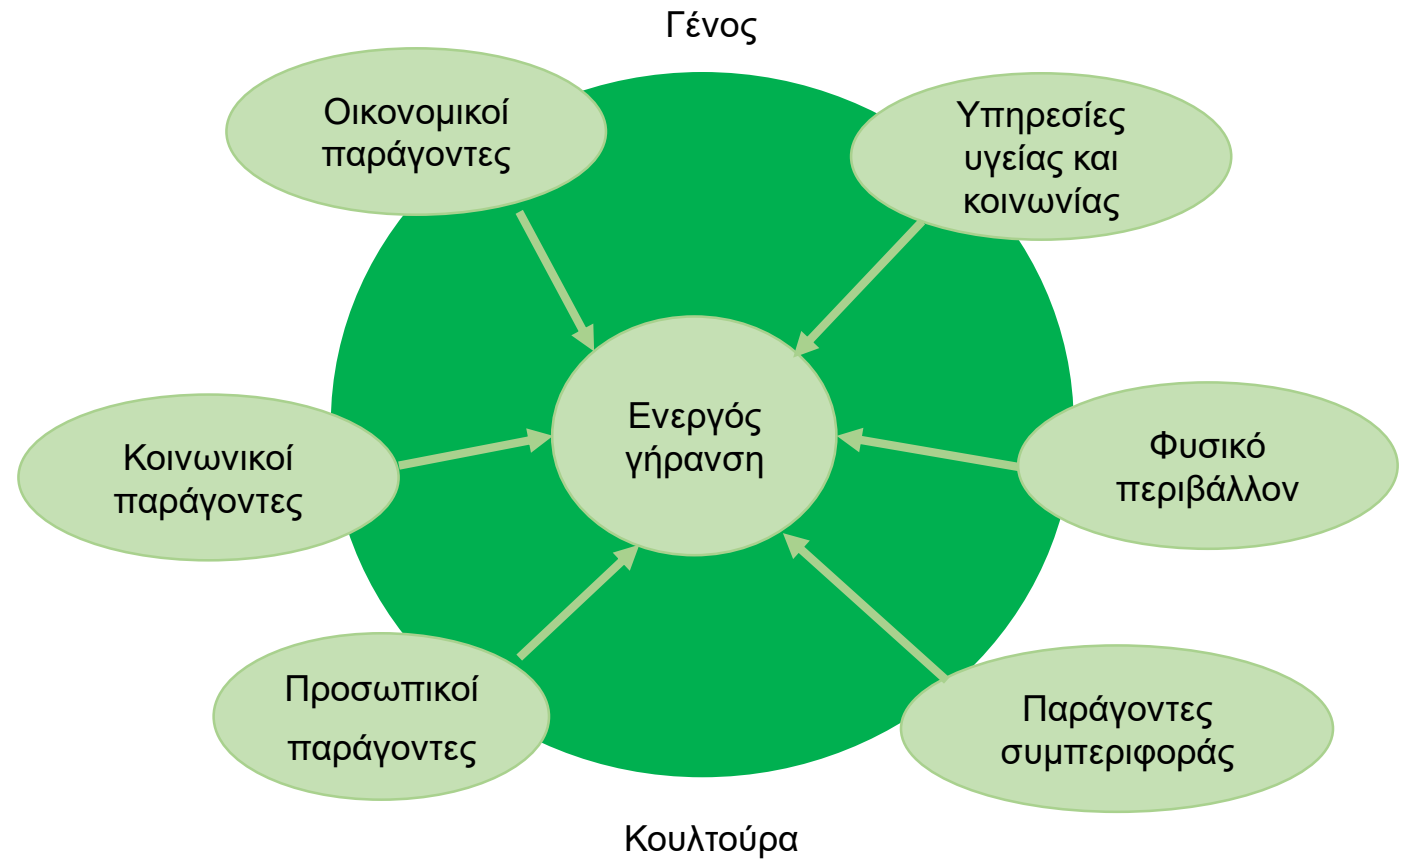 Γένος
Οικονομικοί
παράγοντες
Υπηρεσίες
υγείας και
κοινωνίας
Ενεργός
γήρανση
Κοινωνικοί
παράγοντες
Φυσικό
περιβάλλον
Προσωπικοί
παράγοντες
Παράγοντες
συμπεριφοράς
Κουλτούρα